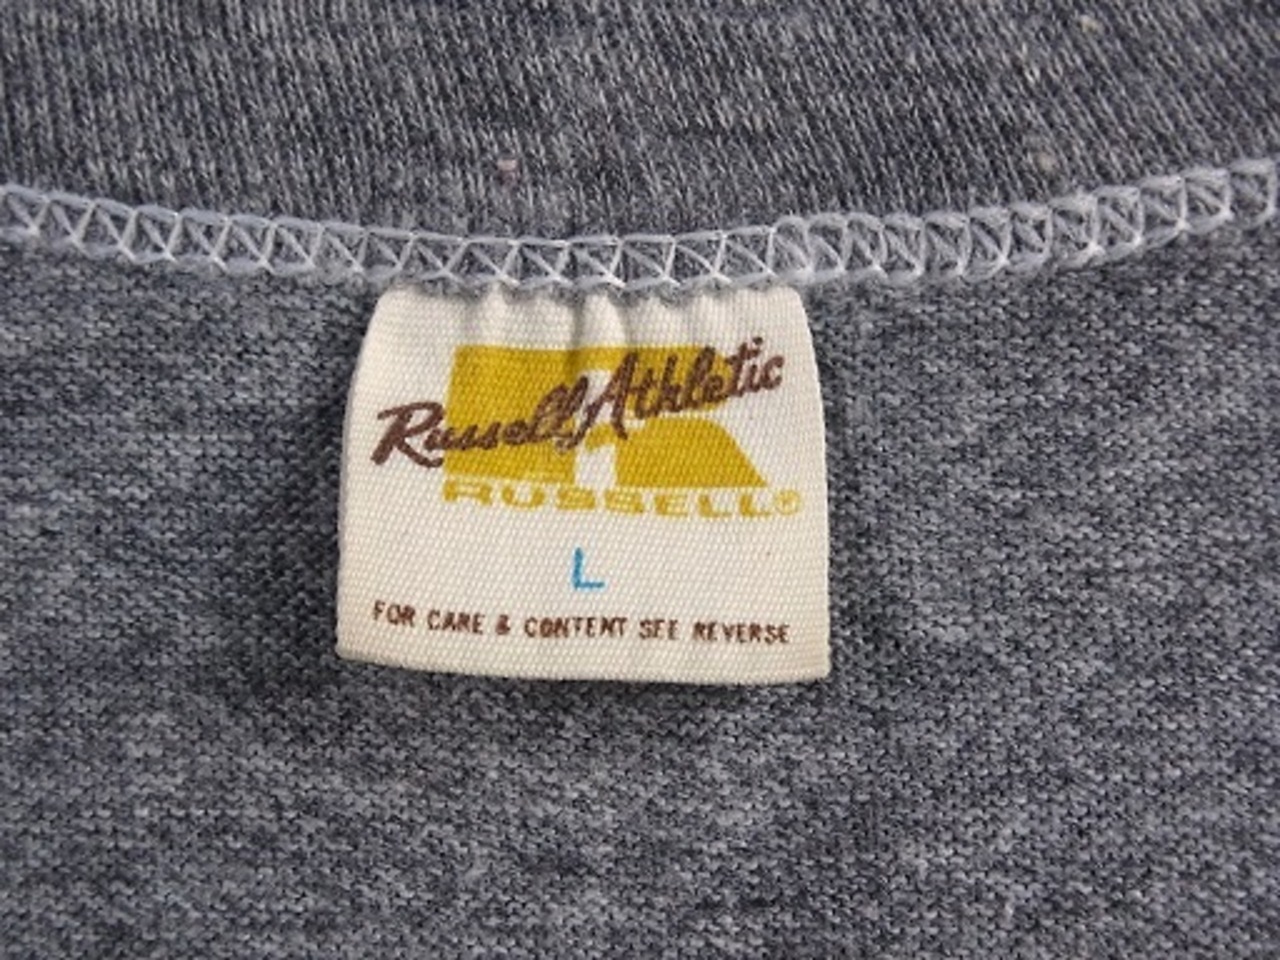 Russell Athletic
RUSSELL®
L
FOR CARE & CONTENT SEE REVERSE